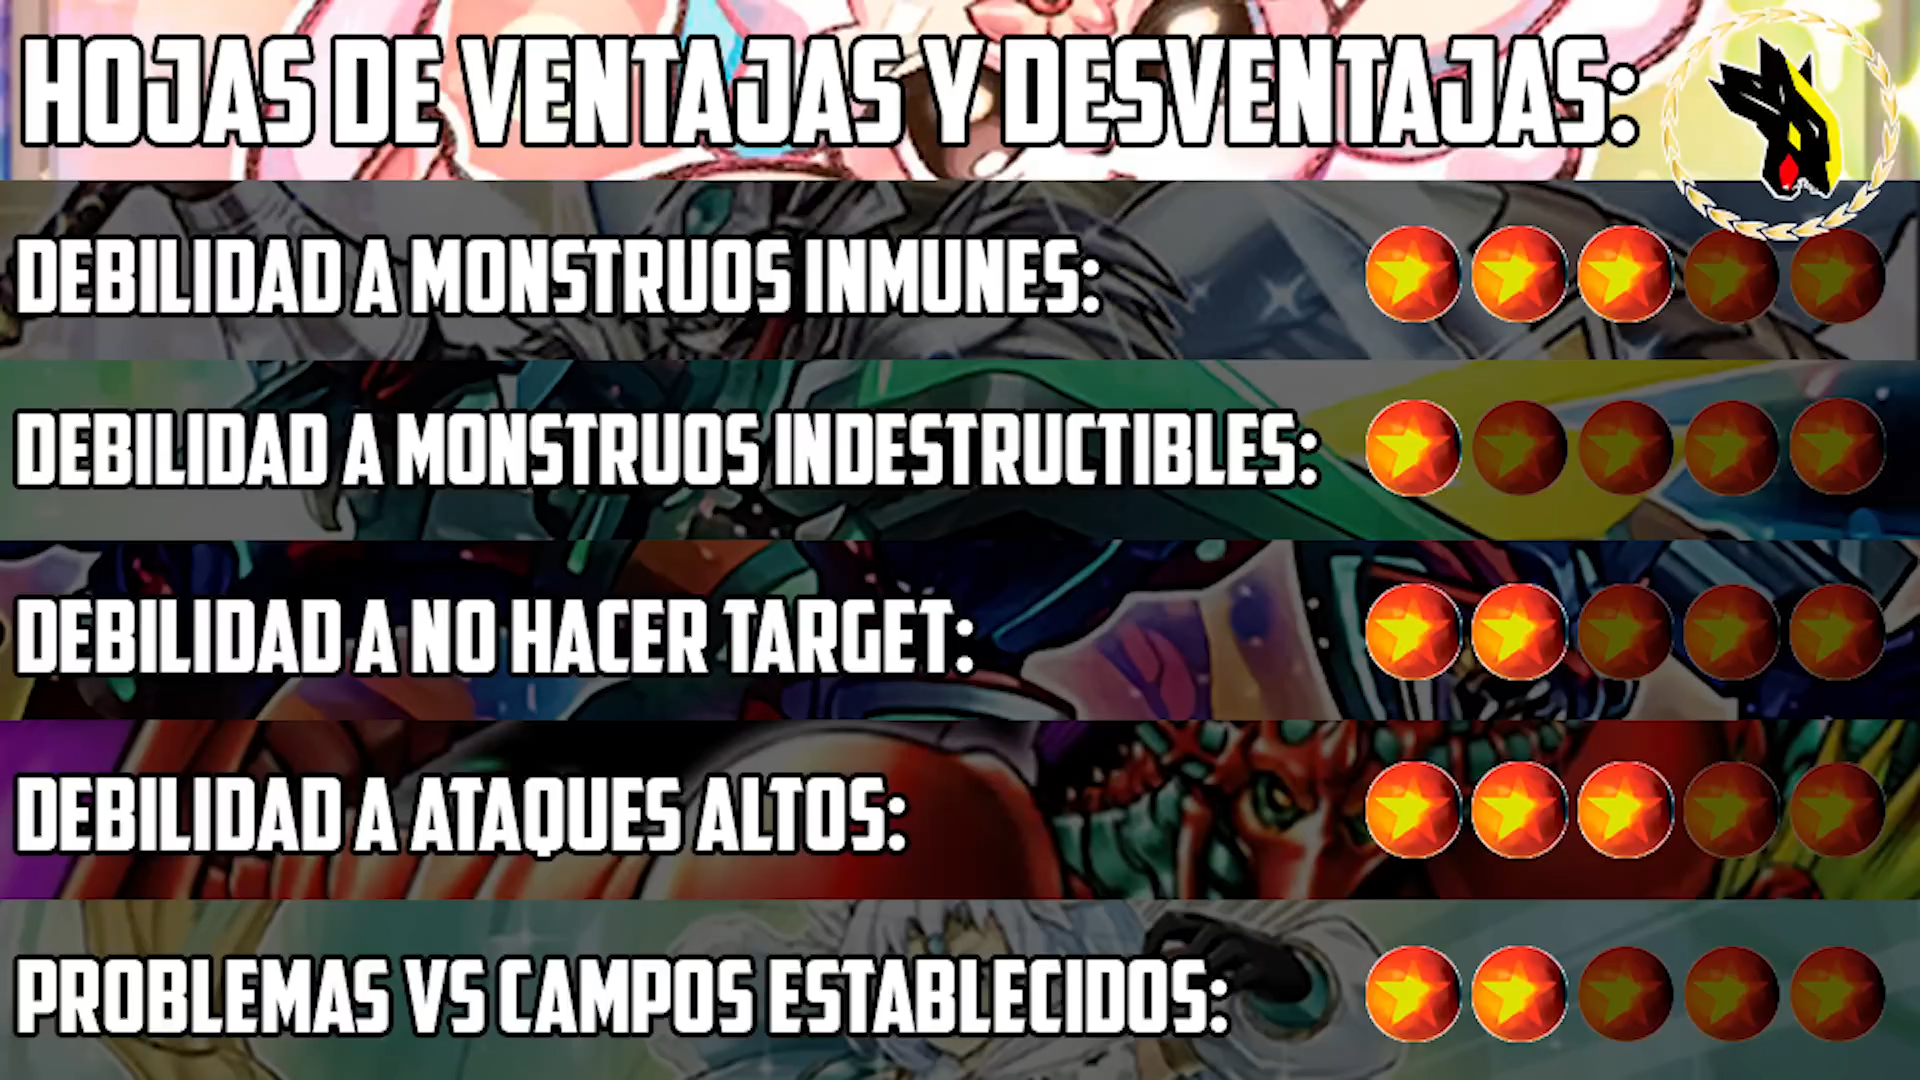 HOJAS DE VENTAJAS Y DESVENTAJAS:
DEBILIDAD A MONSTRUOS INMUNES:
DEBILIDAD A MONSTRUOS INDESTRUCTIBLES:
DEBILIDAD A NO HACER TARGET:
DEBILIDAD A ATAQUES ALTOS:
PROBLEMAS VS CAMPOS ESTABLECIDOS: